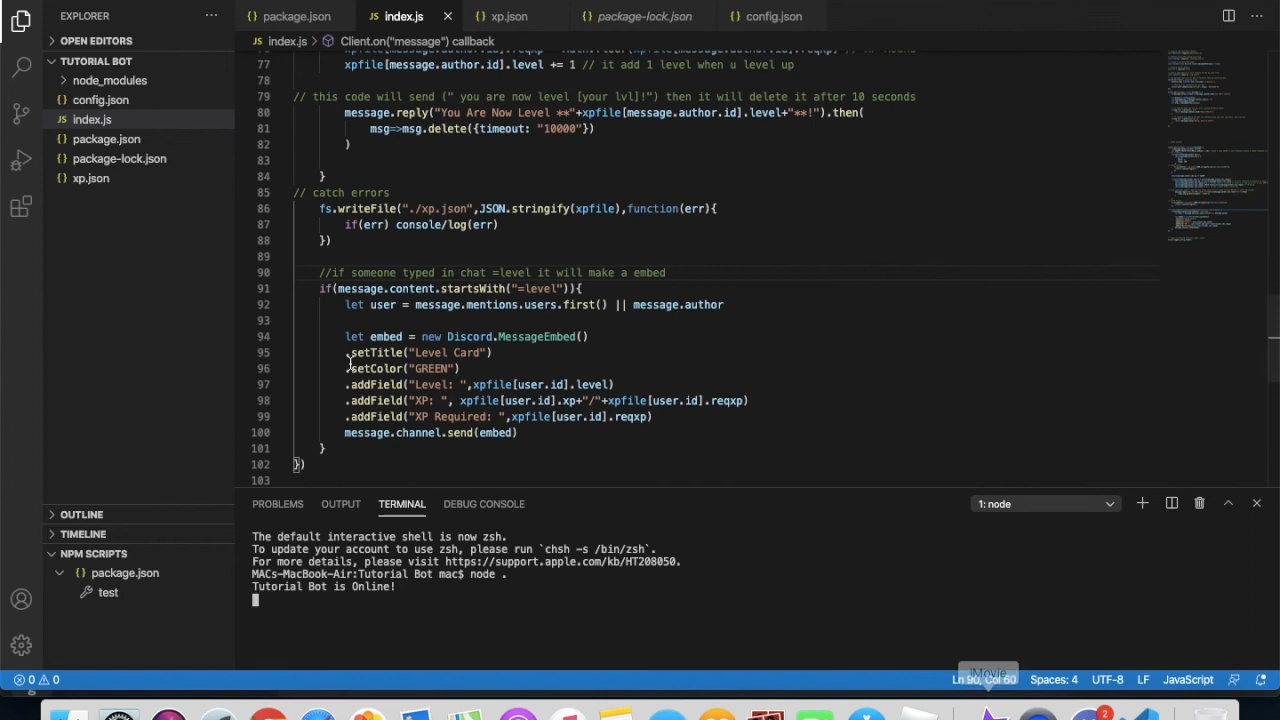 EXPLORER
OPEN EDITORS
TUTORIAL BOT
node_modules
config.json
index.js
package.json
package-lock.json
xp.json
OUTLINE
TIMELINE
NPM SCRIPTS
package.json
test
package.json index.js xp.json package-lock.json config.json
index.js Client.on("message") callback
77 xpfile[message.author.id].level += 1 // it add 1 level when u level up
78
79 // this code will send (" you are now level [your lvl]!") then it will delete it after 10 seconds
80 message.reply("You Are Now Level **"+xpfile[message.author.id].level+"**!").then(
81 msg=>msg.delete({timeout: "10000"})
82 )
83
84 }
85 // catch errors
86 fs.writeFile("./xp.json",JSON.stringify(xpfile),function(err){
87 if(err) console/log(err)
88 })
89
90 //if someone typed in chat =level it will make a embed
91 if(message.content.startsWith("=level")){
92 let user = message.mentions.users.first() || message.author
93
94 let embed = new Discord.MessageEmbed()
95 .setTitle("Level Card")
96 .setColor("GREEN")
97 .addField("Level: ",xpfile[user.id].level)
98 .addField("XP: ", xpfile[user.id].xp+"/"+xpfile[user.id].reqxp)
99 .addField("XP Required: ",xpfile[user.id].reqxp)
100 message.channel.send(embed)
101 }
102 })
103
PROBLEMS OUTPUT TERMINAL DEBUG CONSOLE 1: node
The default interactive shell is now zsh.
To update your account to use zsh, please run `chsh -s /bin/zsh`.
For more details, please visit https://support.apple.com/kb/HT208050.
MACs-MacBook-Air:Tutorial Bot mac$ node .
Tutorial Bot is Online!
iMovie
0 0 Ln 90, Col 60 Spaces: 4 UTF-8 LF JavaScript
2